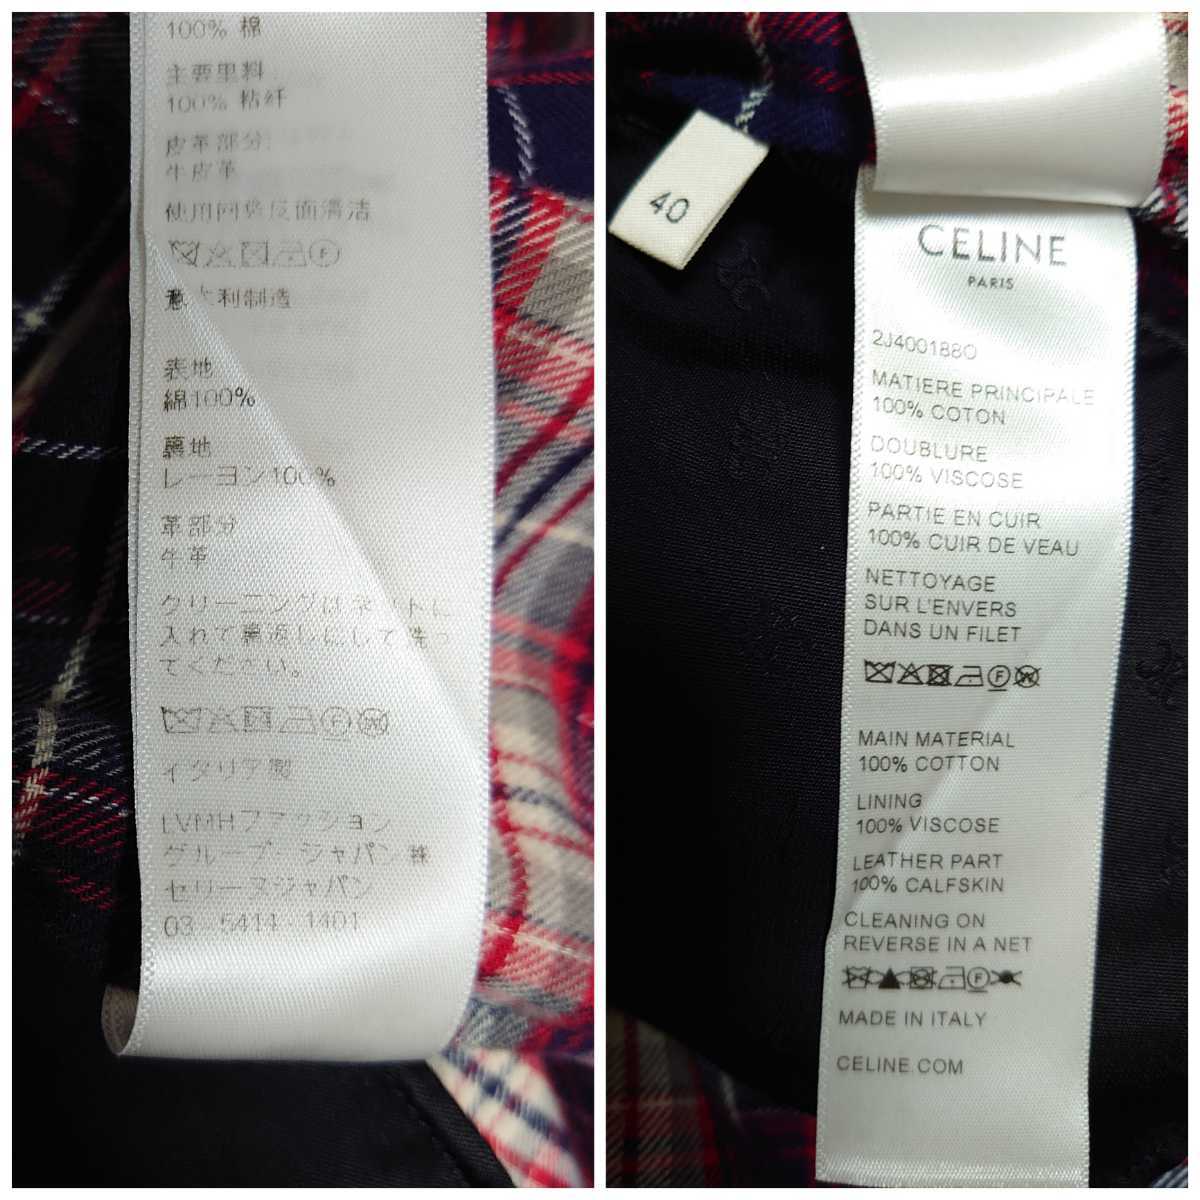 100% 棉
主要里料
100% 粘纤
皮革部分:
牛皮革
使用网袋反面清洁
意大利制造
表地
綿100%
裏地
レーヨン100%
革部分
牛革
クリーニングはネットに
入れて裏返しにして洗
てください。
イタリア製
LVMHファッション
グループ・ジャパン株
セリーヌジャパン
03-5414-1401
40
CELINE
PARIS
2J400188O
MATIERE PRINCIPALE
100% COTON
DOUBLURE
100% VISCOSE
PARTIE EN CUIR
100% CUIR DE VEAU
NETTOYAGE
SUR L'ENVERS
DANS UN FILET
MAIN MATERIAL
100% COTTON
LINING
100% VISCOSE
LEATHER PART
100% CALFSKIN
CLEANING ON
REVERSE IN A NET
MADE IN ITALY
CELINE.COM